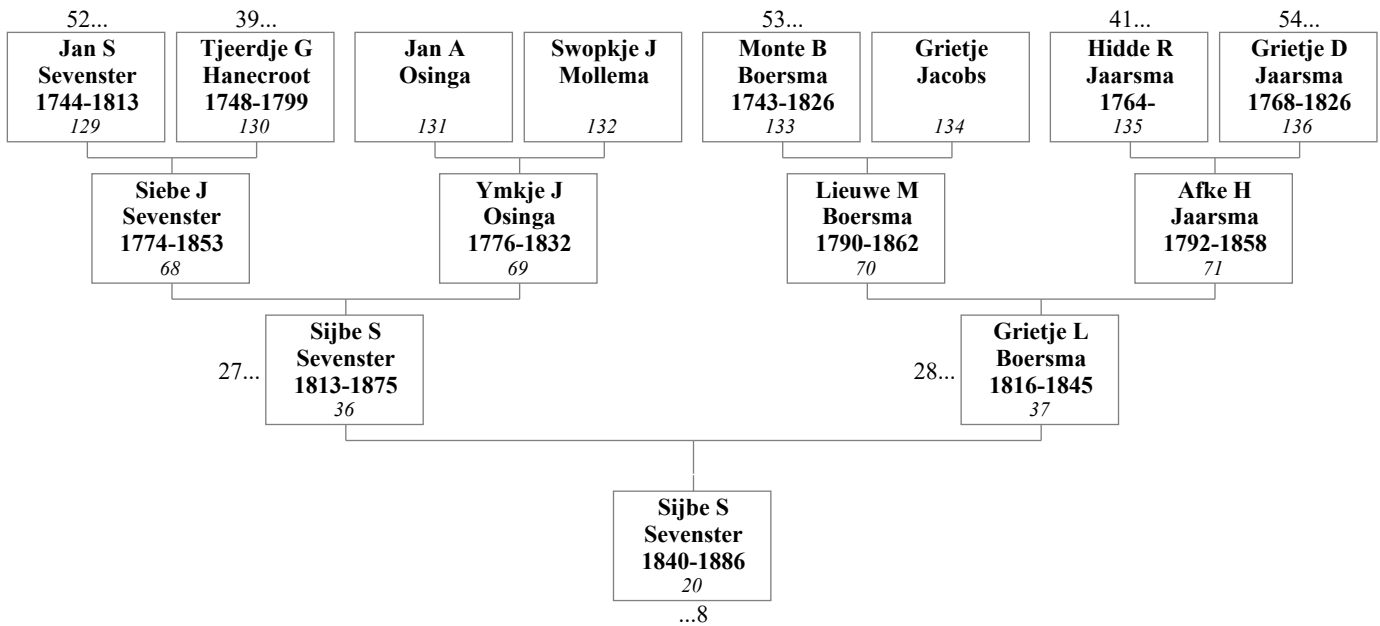 52...
39...
53...
41...
54...
Jan S
Sevenster
1744-1813
129
Tjeerdje G
Hanecroot
1748-1799
130
Jan A
Osinga
131
Swopkje J
Mollema
132
Monte B
Boersma
1743-1826
133
Grietje
Jacobs
134
Hidde R
Jaarsma
1764-
135
Grietje D
Jaarsma
1768-1826
136
Siebe J
Sevenster
1774-1853
68
Ymkje J
Osinga
1776-1832
69
Lieuwe M
Boersma
1790-1862
70
Afke H
Jaarsma
1792-1858
71
27...
Sijbe S
Sevenster
1813-1875
36
28...
Grietje L
Boersma
1816-1845
37
Sijbe S
Sevenster
1840-1886
20
...8